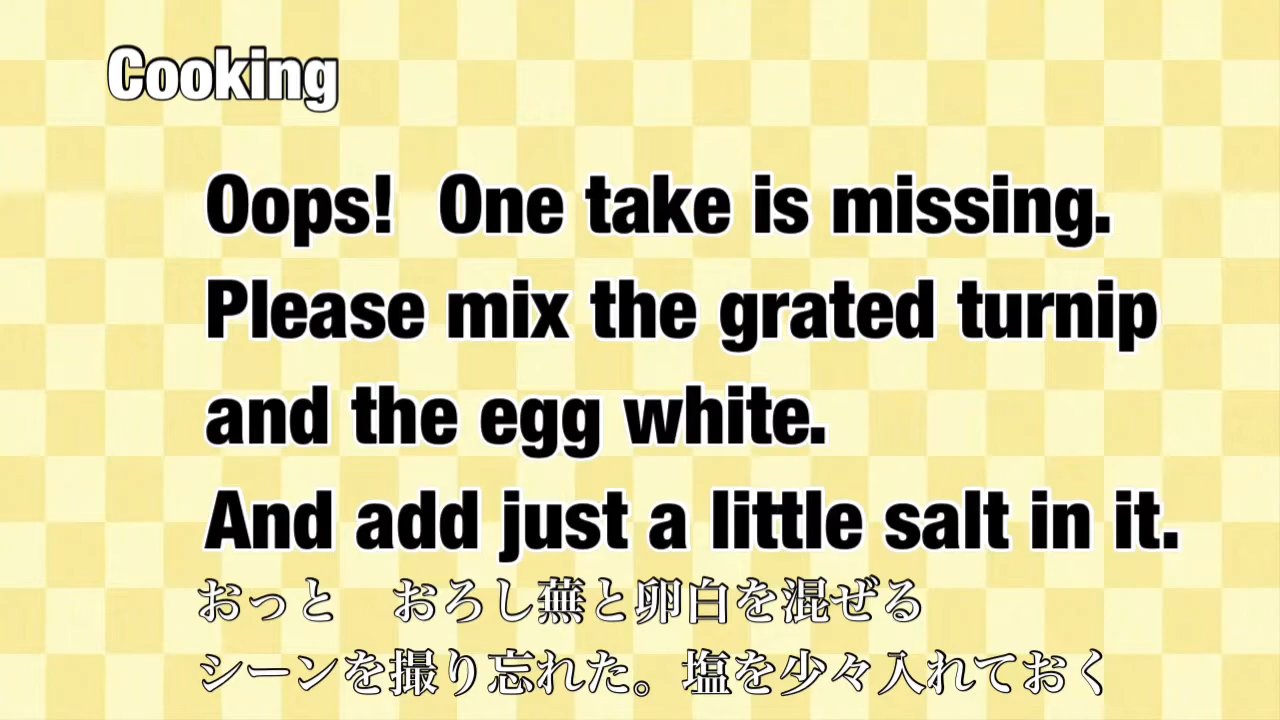 Cooking
Oops! One take is missing.
Please mix the grated turnip
and the egg white.
And add just a little salt in it.
おっと　おろし蕪と卵白を混ぜる
シーンを撮り忘れた。塩を少々入れておく